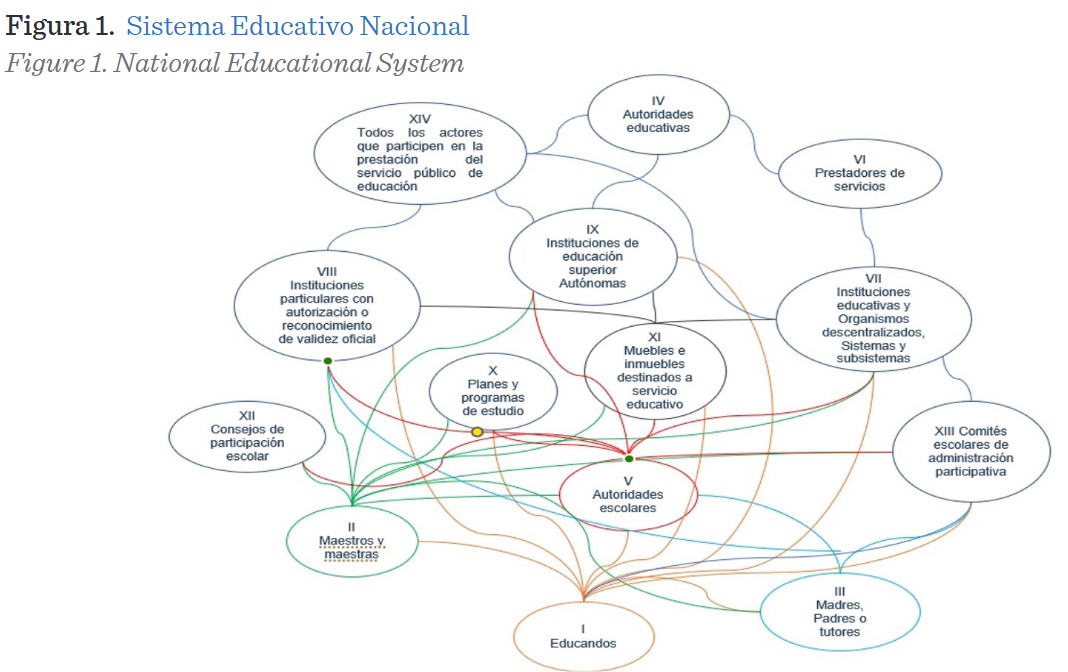 Figura 1. Sistema Educativo Nacional
Figure 1. National Educational System
IV
Autoridades
educativas
XIV
Todos los actores
que participen en la
prestación del
servicio público de
educación
VI
Prestadores de
servicios
IX
Instituciones de
educación
superior
Autónomas
VIII
Instituciones
particulares con
autorización o
reconocimiento
de validez oficial
VII
Instituciones
educativas y
Organismos
descentralizados,
Sistemas y
subsistemas
XI
Muebles e
inmuebles
destinados a
servicio
educativo
X
Planes y
programas
de estudio
XII
Consejos de
participación
escolar
XIII Comités
escolares de
administración
participativa
V
Autoridades
escolares
II
Maestros y
maestras
III
Madres,
Padres o
tutores
I
Educandos